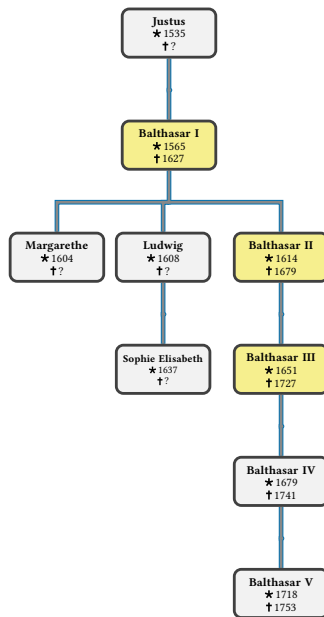 Justus
★ 1535
✝ ?
Balthasar I
★ 1565
✝ 1627
Margarethe
★ 1604
✝ ?
Ludwig
★ 1608
✝ ?
Balthasar II
★ 1614
✝ 1679
Sophie Elisabeth
★ 1637
✝ ?
Balthasar III
★ 1651
✝ 1727
Balthasar IV
★ 1679
✝ 1741
Balthasar V
★ 1718
✝ 1753